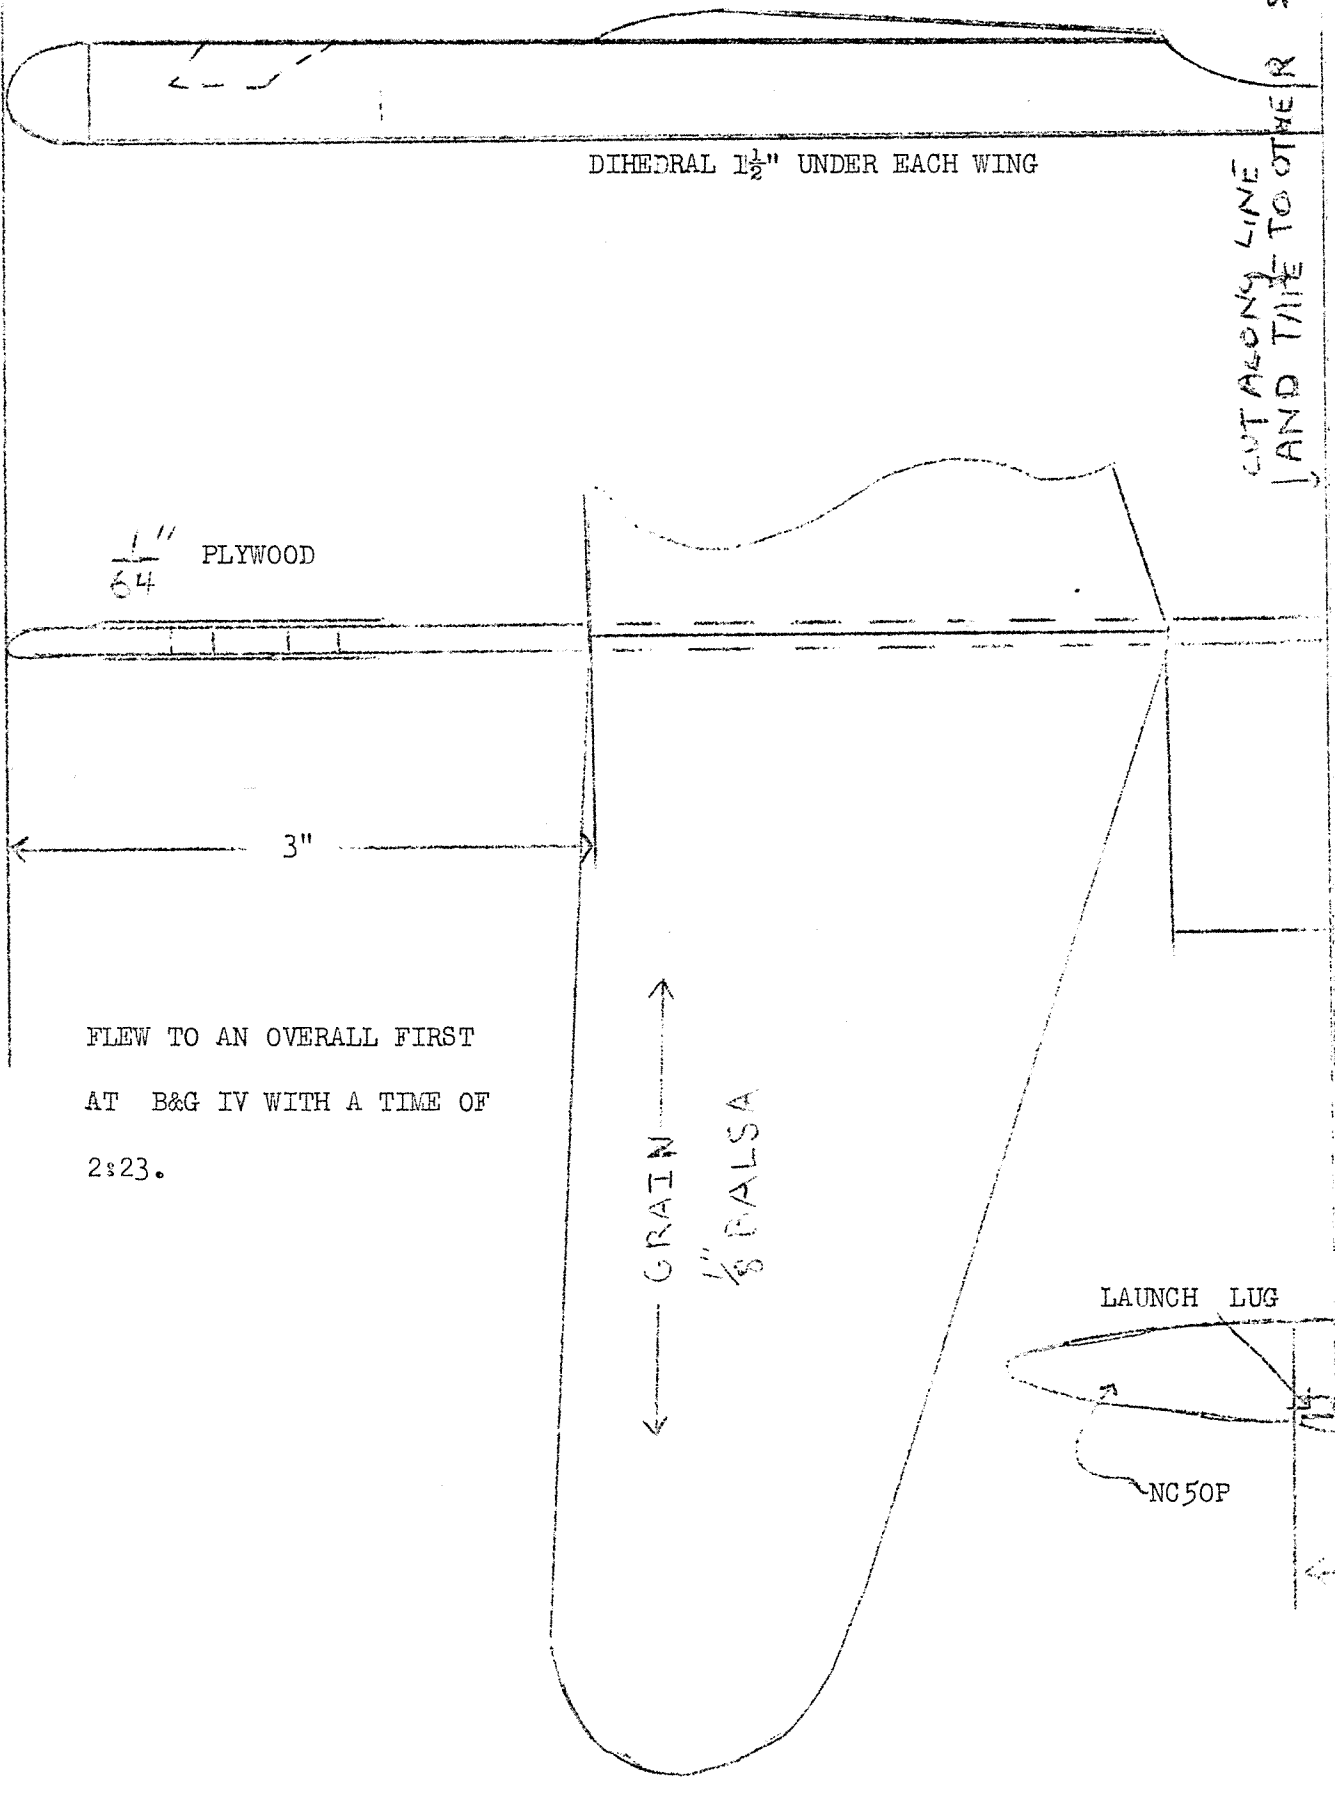 DIHEDRAL 1½" UNDER EACH WING
CUT ALONG LINE
AND TAPE TO OTHER S
1/64" PLYWOOD
3"
FLEW TO AN OVERALL FIRST
AT B&G IV WITH A TIME OF
2:23.
GRAIN
1/8" BALSA
LAUNCH LUG
NC50P